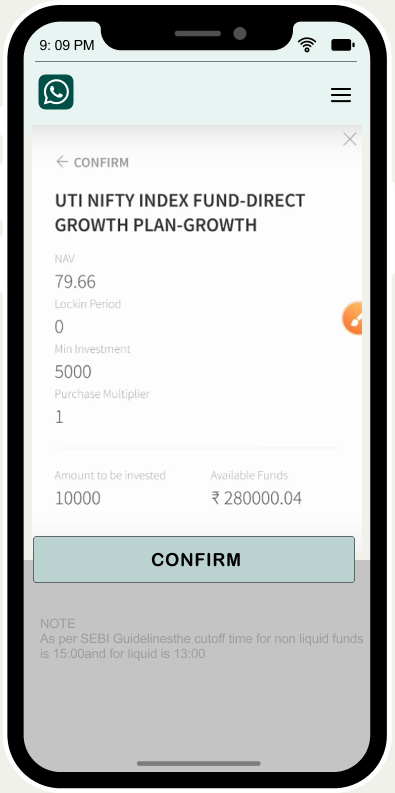 9: 09 PM
← CONFIRM
UTI NIFTY INDEX FUND-DIRECT
GROWTH PLAN-GROWTH
NAV
79.66
Lockin Period
0
Min Investment
5000
Purchase Multiplier
1
Amount to be invested Available Funds
10000 ₹ 280000.04
CONFIRM
NOTE
As per SEBI Guidelinesthe cutoff time for non liquid funds
is 15:00and for liquid is 13:00